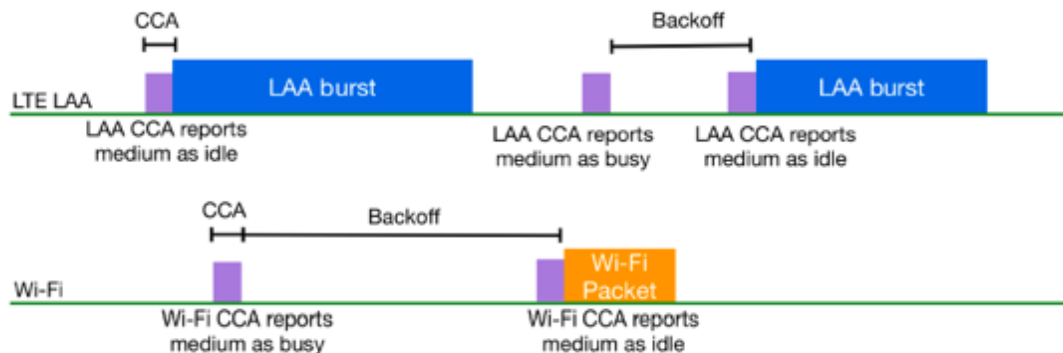 CCA
Backoff
LAA burst
LAA burst
LTE LAA
LAA CCA reports
medium as idle
LAA CCA reports
medium as busy
LAA CCA reports
medium as idle
CCA
Backoff
Wi-Fi
Packet
Wi-Fi
Wi-Fi CCA reports
medium as busy
Wi-Fi CCA reports
medium as idle